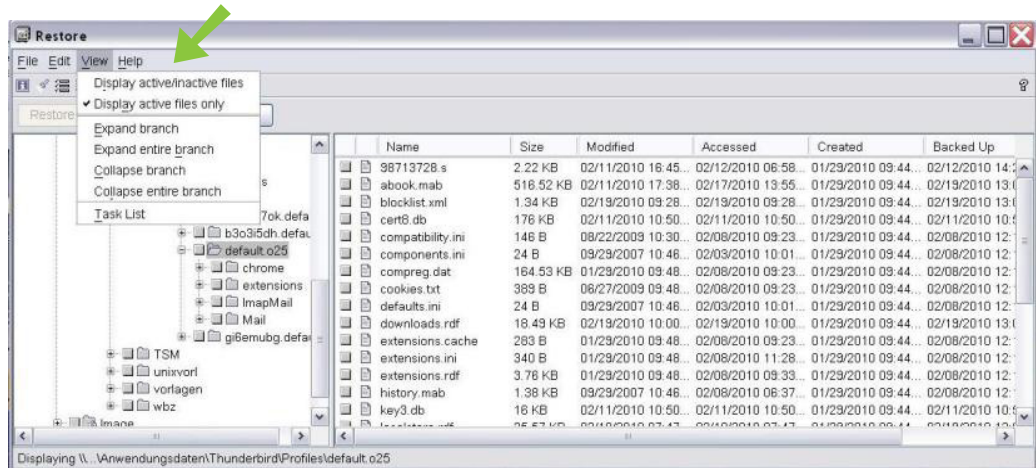 Restore
File Edit View Help
Restore
Display active/inactive files
Display active files only
Expand branch
Expand entire branch
Collapse branch
Collapse entire branch
Task List
s
7ok.defa
b3o3i5dh.defau
default.o25
chrome
extensions
ImapMail
Mail
gi6emubg.defau
TSM
unixvorl
vorlagen
wbz
Image
Name Size Modified Accessed Created Backed Up
98713728.s 2.22 KB 02/11/2010 16:45... 02/12/2010 06:58... 01/29/2010 09:44... 02/12/2010 14:2
abook.mab 516.52 KB 02/11/2010 17:38... 02/17/2010 13:55... 01/29/2010 09:44... 02/19/2010 13:0
blocklist.xml 1.34 KB 02/19/2010 09:28... 02/19/2010 09:28... 01/29/2010 09:44... 02/19/2010 13:0
cert8.db 176 KB 02/11/2010 10:50... 02/11/2010 10:50... 01/29/2010 09:44... 02/11/2010 10:5
compatibility.ini 146 B 08/22/2009 10:30... 02/08/2010 09:23... 01/29/2010 09:44... 02/08/2010 12:
components.ini 24 B 09/29/2007 10:46... 02/03/2010 10:01... 01/29/2010 09:44... 02/08/2010 12:
compreg.dat 164.53 KB 01/29/2010 09:48... 02/08/2010 09:23... 01/29/2010 09:44... 02/08/2010 12:
cookies.txt 389 B 06/27/2009 09:48... 02/08/2010 09:23... 01/29/2010 09:44... 02/08/2010 12:
defaults.ini 24 B 09/29/2007 10:46... 02/03/2010 10:01... 01/29/2010 09:44... 02/08/2010 12:
downloads.rdf 18.49 KB 02/19/2010 10:00... 02/19/2010 10:00... 01/29/2010 09:44... 02/19/2010 13:0
extensions.cache 283 B 01/29/2010 09:48... 02/08/2010 09:23... 01/29/2010 09:44... 02/08/2010 12:
extensions.ini 340 B 01/29/2010 09:48... 02/08/2010 11:28... 01/29/2010 09:44... 02/08/2010 12:
extensions.rdf 3.76 KB 01/29/2010 09:48... 02/08/2010 09:33... 01/29/2010 09:44... 02/08/2010 12:
history.mab 1.38 KB 09/29/2007 10:46... 02/08/2010 06:37... 01/29/2010 09:44... 02/08/2010 12:
key3.db 16 KB 02/11/2010 10:50... 02/11/2010 10:50... 01/29/2010 09:44... 02/11/2010 10:5
Displaying \\...\Anwendungsdaten\Thunderbird\Profiles\default.o25